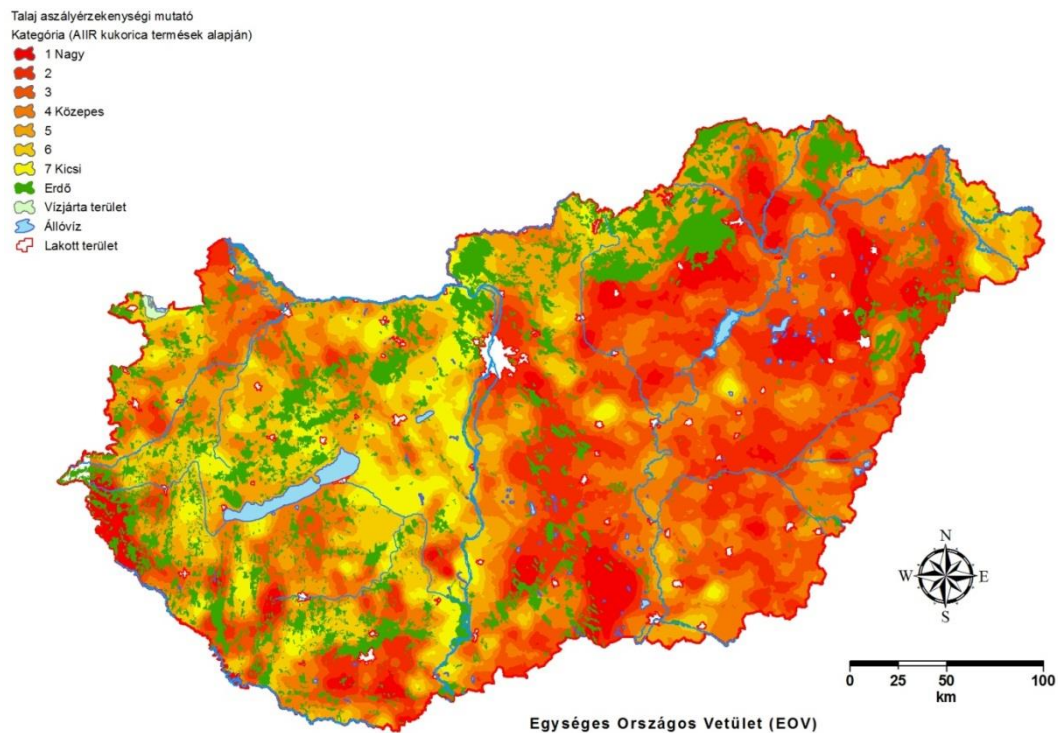 Talaj aszályérzekenységi mutató
Kategória (AIIR kukorica termések alapján)
1 Nagy
2
3
4 Közepes
5
6
7 Kicsi
Erdő
Vízjárta terület
Állóvíz
Lakott terület
N
W E
S
0 25 50 100
km
Egységes Országos Vetület (EOV)